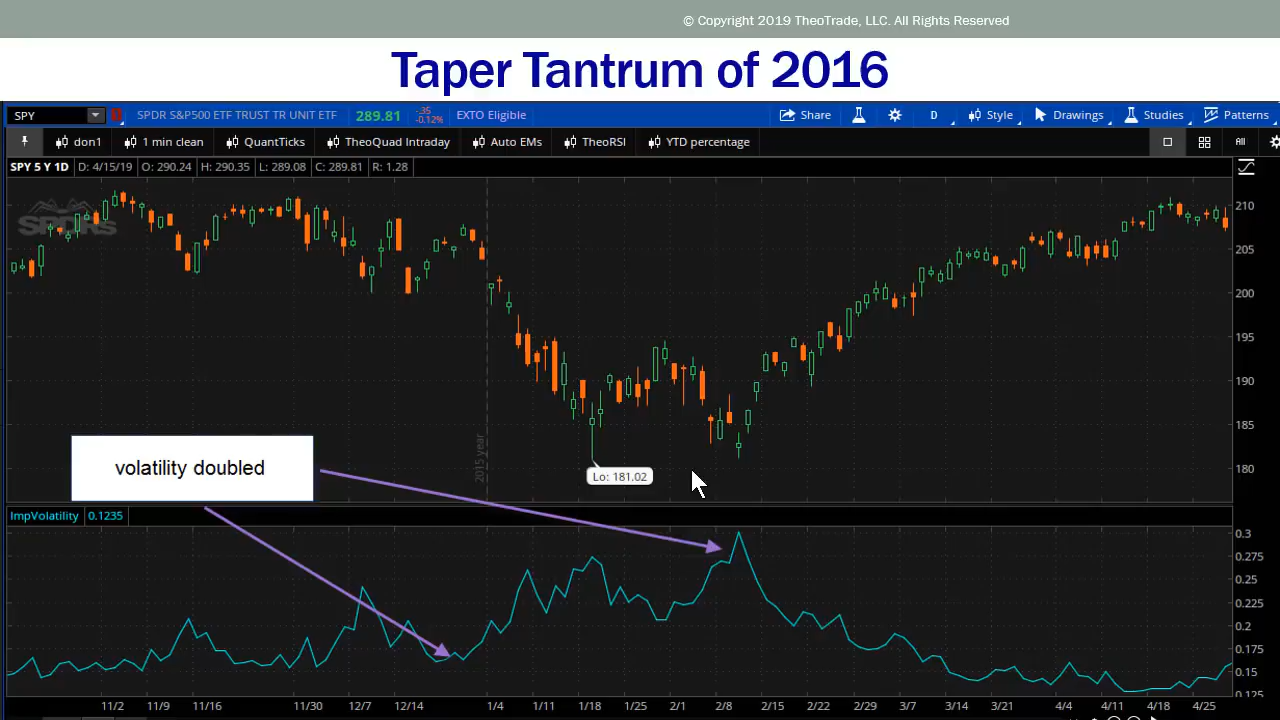 © Copyright 2019 TheoTrade, LLC. All Rights Reserved
Taper Tantrum of 2016
SPY SPDR S&P500 ETF TRUST TR UNIT ETF 289.81 -.35 -0.12% EXTO Eligible Share D Style Drawings Studies Patterns
don1 1 min clean QuantTicks TheoQuad Intraday Auto EMs TheoRSI YTD percentage All
SPY 5 Y 1D D: 4/15/19 O: 290.24 H: 290.35 L: 289.08 C: 289.81 R: 1.28
SPDRs
210
205
200
195
190
185
180
2015 year
Lo: 181.02
volatility doubled
ImpVolatility 0.1235
0.3
0.275
0.25
0.225
0.2
0.175
0.15
0.125
11/2 11/9 11/16 11/30 12/7 12/14 1/4 1/11 1/18 1/25 2/1 2/8 2/15 2/22 2/29 3/7 3/14 3/21 4/4 4/11 4/18 4/25